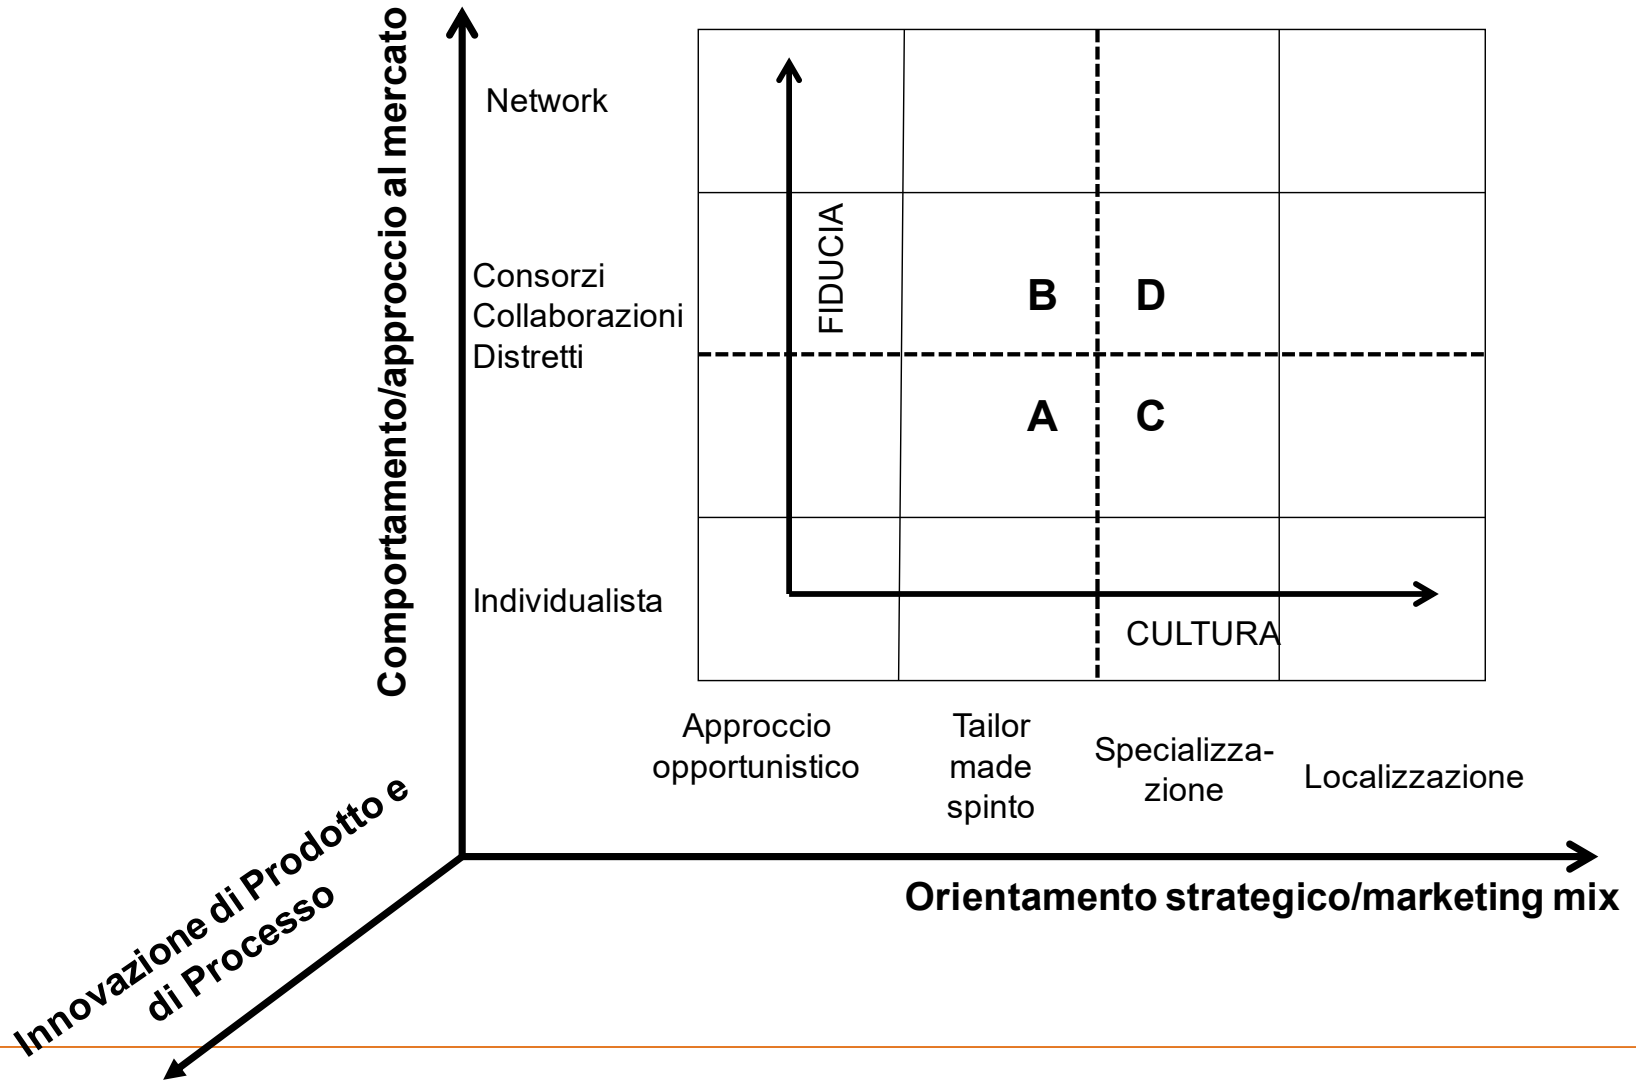 Comportamento/approccio al mercato
Network
Consorzi
Collaborazioni
Distretti
Individualista
FIDUCIA
B
D
A
C
CULTURA
Approccio
opportunistico
Tailor
made
spinto
Specializza-
zione
Localizzazione
Orientamento strategico/marketing mix
Innovazione di Prodotto e
di Processo